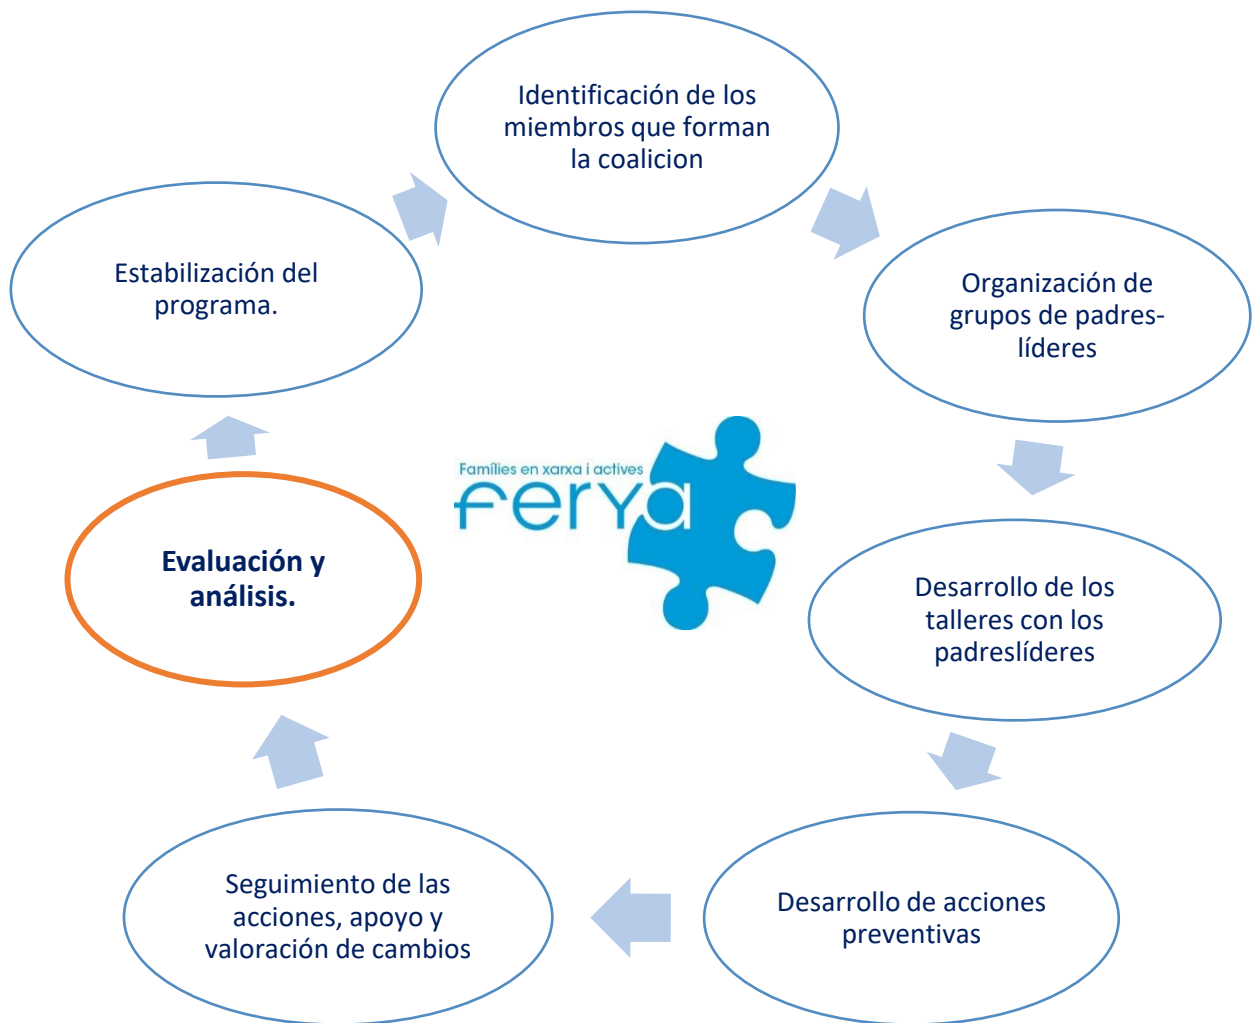 Identificación de los
miembros que forman
la coalicion
Organización de
grupos de padres-
líderes
Desarrollo de los
talleres con los
padreslíderes
Desarrollo de acciones
preventivas
Seguimiento de las
acciones, apoyo y
valoración de cambios
Evaluación y
análisis.
Estabilización del
programa.
Famílies en xarxa i actives
ferya